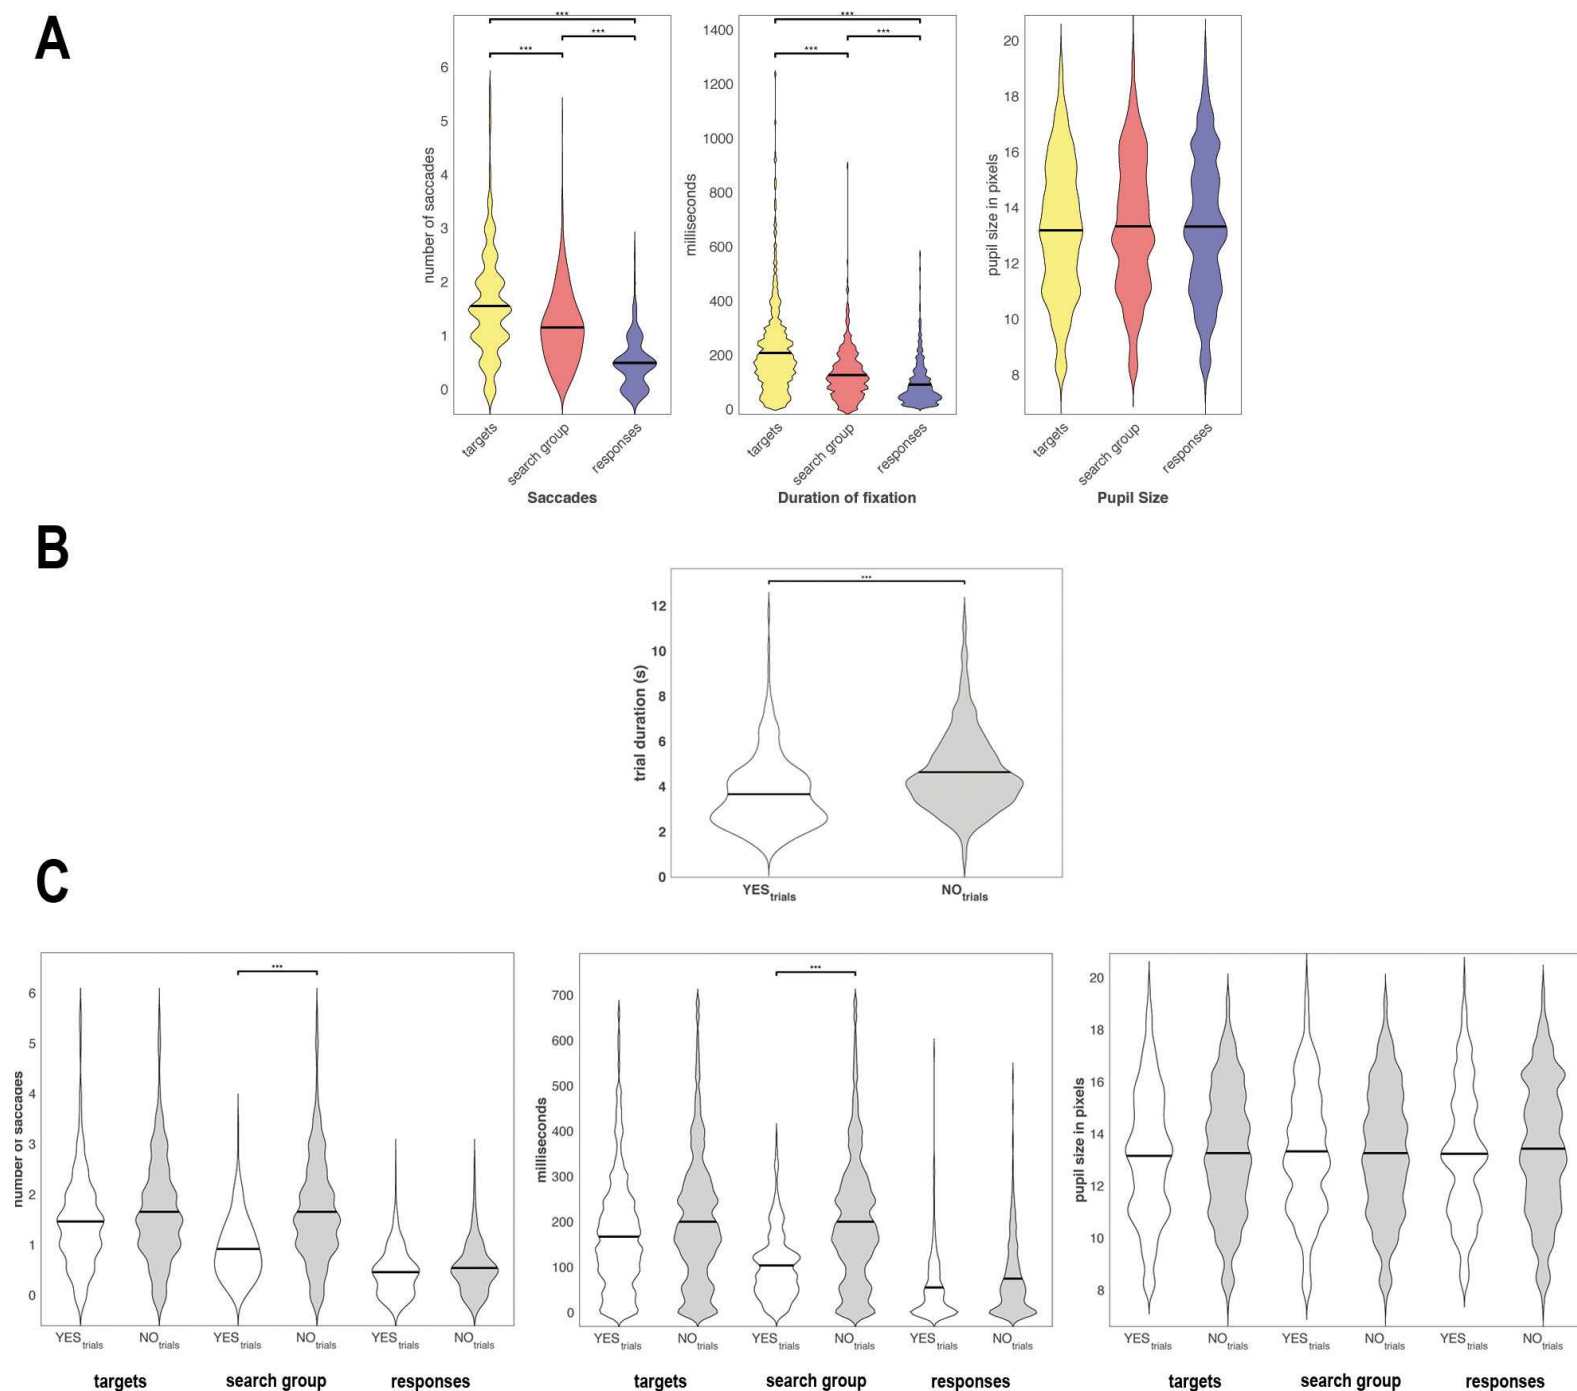 A
***
***
***
number of saccades
6
5
4
3
2
1
0
targets
search group
responses
Saccades
***
***
***
milliseconds
1400
1200
1000
800
600
400
200
0
targets
search group
responses
Duration of fixation
pupil size in pixels
20
18
16
14
12
10
8
targets
search group
responses
Pupil Size
B
***
trial duration (s)
12
10
8
6
4
2
0
YEStrials
NOtrials
C
***
number of saccades
6
5
4
3
2
1
0
YEStrials NOtrials YEStrials NOtrials YEStrials NOtrials
targets search group responses
***
milliseconds
700
600
500
400
300
200
100
0
YEStrials NOtrials YEStrials NOtrials YEStrials NOtrials
targets search group responses
pupil size in pixels
20
18
16
14
12
10
8
YEStrials NOtrials YEStrials NOtrials YEStrials NOtrials
targets search group responses